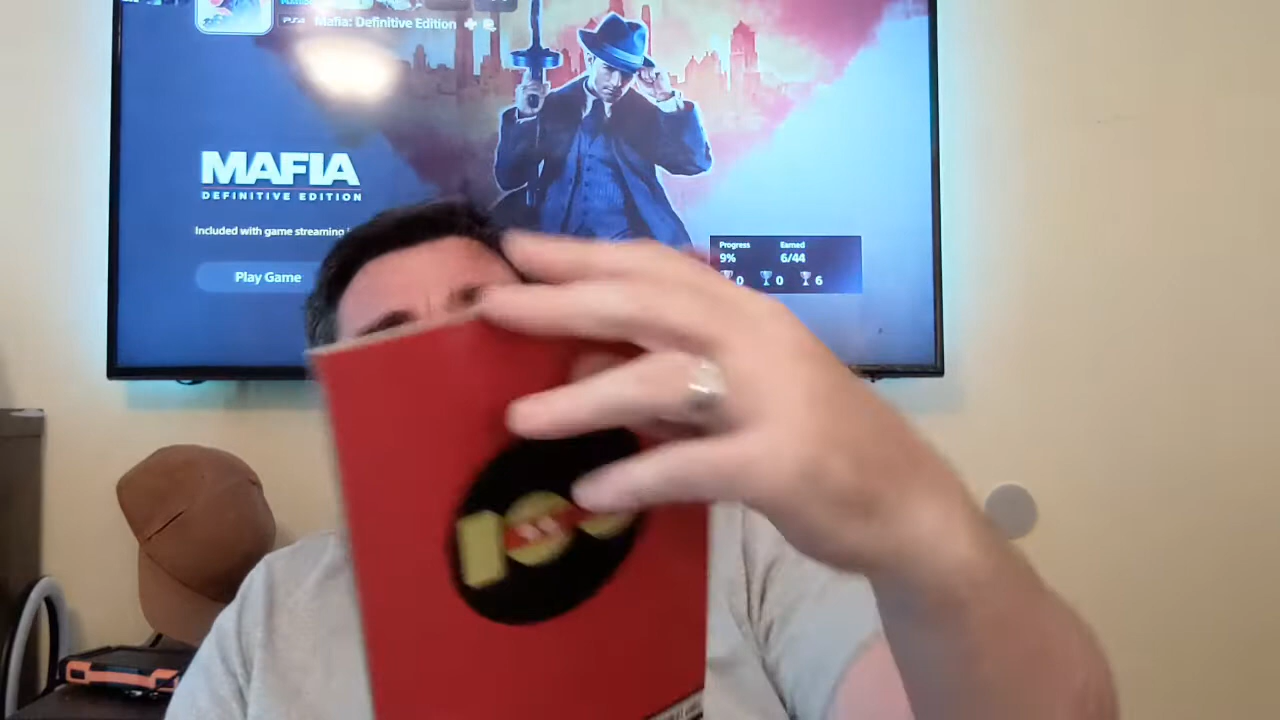 PS4 Mafia: Definitive Edition
MAFIA
DEFINITIVE EDITION
Included with game streaming
Play Game
Progress
Earned
9%
6/44
0
0
6